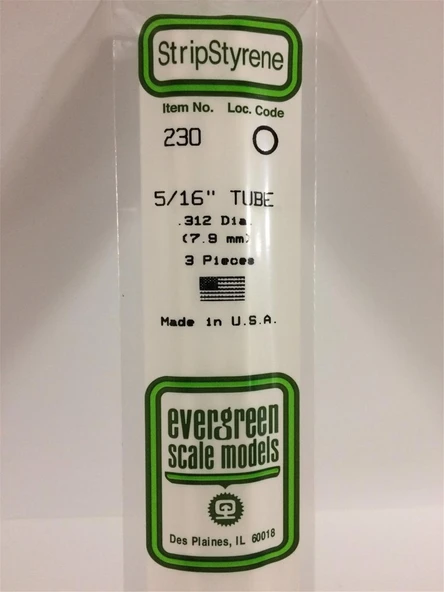 StripStyrene
Item No. Loc. Code
230 O
5/16" TUBE
.312 Dia.
(7.9 mm)
3 Pieces
Made in U.S.A.
evergreen
scale models
Des Plaines, IL 60018